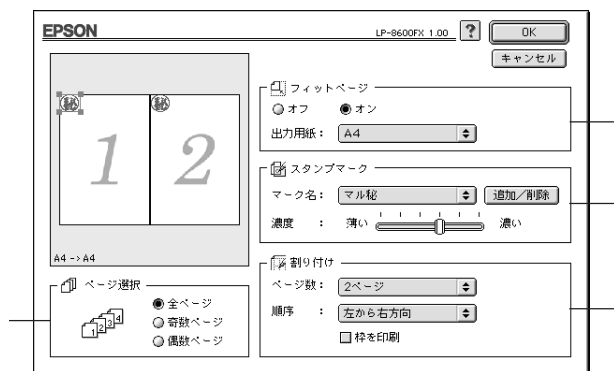 EPSON
LP-8600FX 1.00
?
OK
キャンセル
㊙
㊙
1
2
A4 -> A4
フィットページ
オフ
オン
出力用紙：
A4
スタンプマーク
マーク名：
マル秘
追加／削除
濃度 ：
薄い
濃い
ページ選択
1 2 3 4
全ページ
奇数ページ
偶数ページ
割り付け
ページ数：
2ページ
順序 ：
左から右方向
枠を印刷